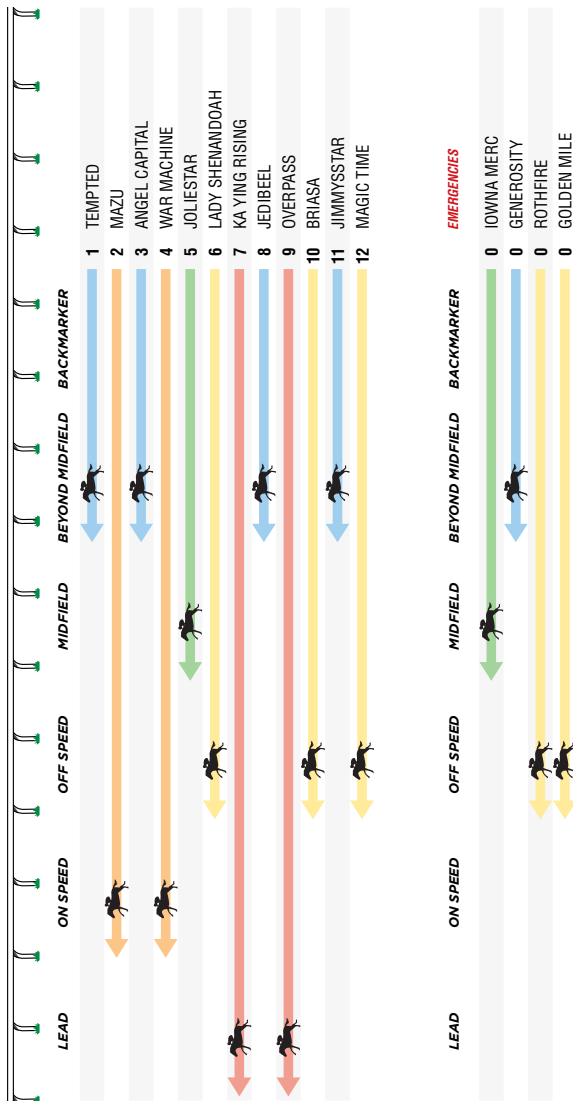 LEAD ON SPEED OFF SPEED MIDFIELD BEYOND MIDFIELD BACKMARKER
1 TEMPTED
2 MAZU
3 ANGEL CAPITAL
4 WAR MACHINE
5 JOLIESTAR
6 LADY SHENANDOAH
7 KA YING RISING
8 JEDIBEEL
9 OVERPASS
10 BRIASA
11 JIMMYSSTAR
12 MAGIC TIME
LEAD ON SPEED OFF SPEED MIDFIELD BEYOND MIDFIELD BACKMARKER EMERGENCIES
0 IOWNA MERC
0 GENEROSITY
0 ROTHFIRE
0 GOLDEN MILE